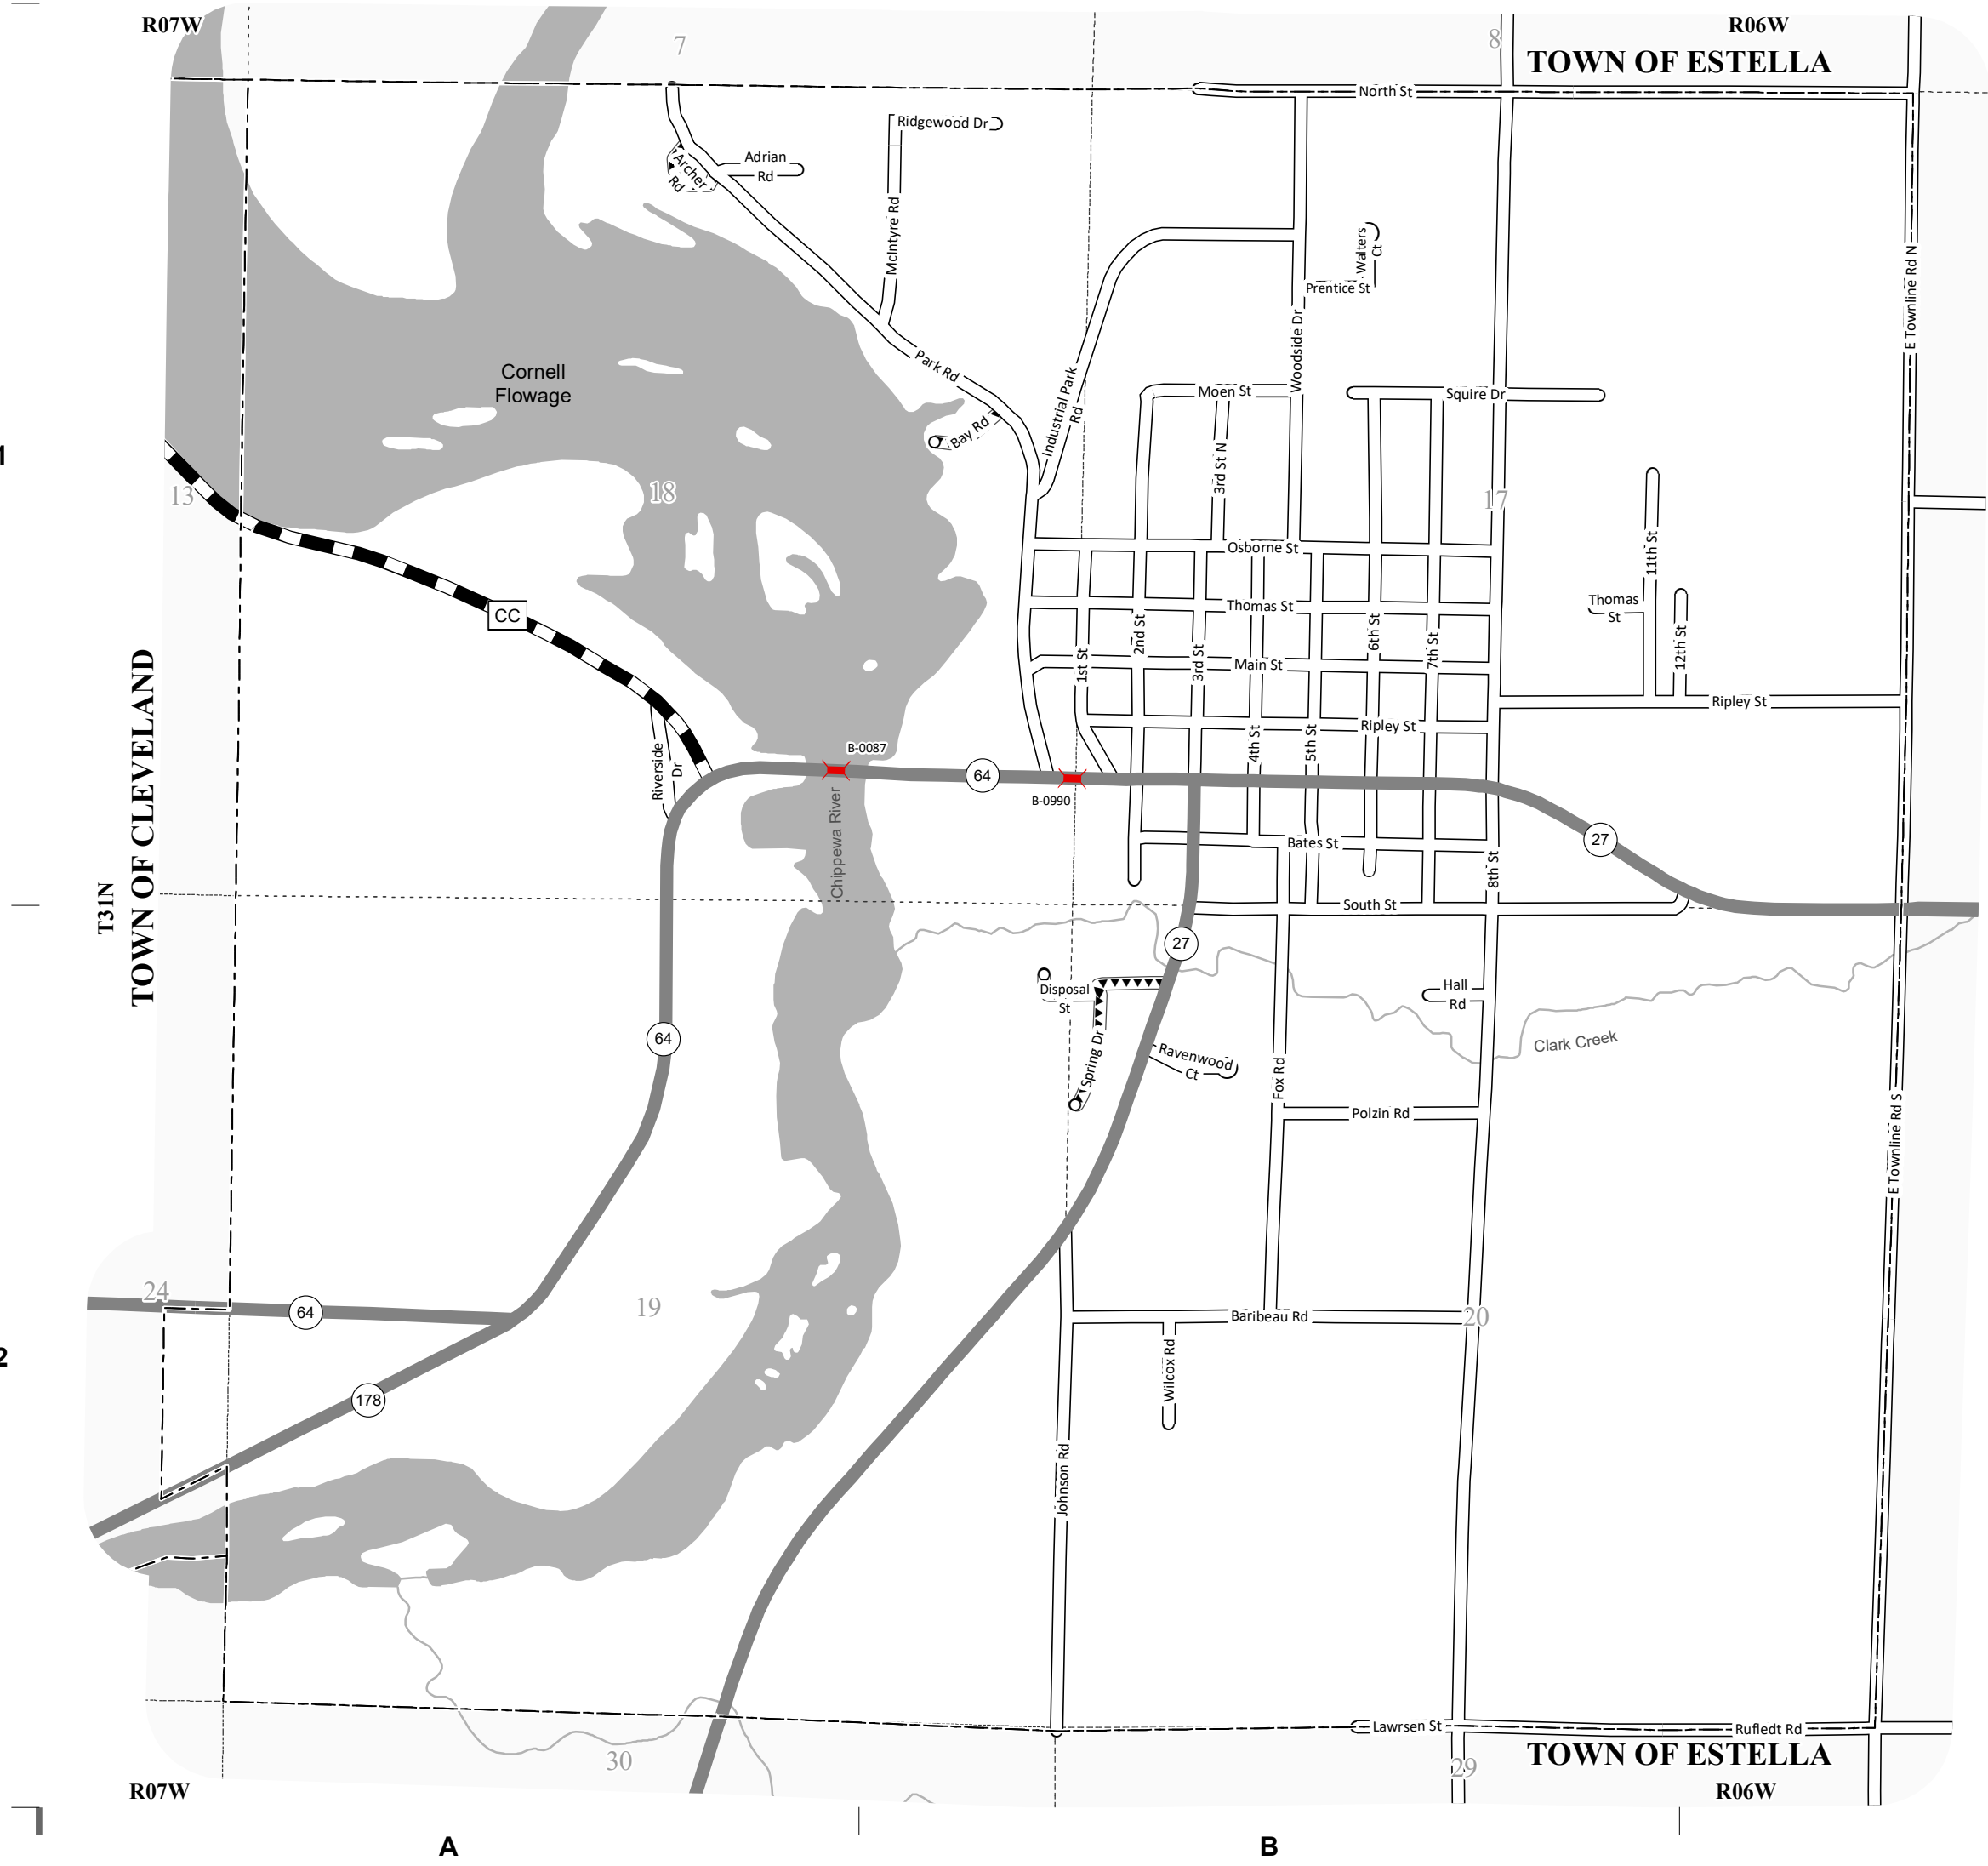 R07W
7
8
R06W
TOWN OF ESTELLA
North St
Ridgewood Dr
Adrian
Rd
Archer
Rd
McIntyre Rd
Walters
Ct
Prentice St
E Townline Rd N
Woodside Dr
Cornell
Flowage
Park Rd
Industrial Park
Rd
Moen St
Squire Dr
Bay Rd
3rd St N
1
13
18
17
Osborne St
11th St
CC
Thomas St
Thomas
St
2nd St
6th St
7th St
12th St
1st St
3rd St
Main St
TOWN OF CLEVELAND
T31N
Ripley St
Ripley St
4th St
5th St
B-0087
Riverside
Dr
64
B-0990
Chippewa River
Bates St
27
8th St
South St
27
Disposal
St
Hall
Rd
64
Spring Dr
Ravenwood
Ct
Clark Creek
Fox Rd
Polzin Rd
E Townline Rd S
24
64
19
Baribeau Rd
20
2
Wilcox Rd
178
Johnson Rd
Lawrsen St
Rufledt Rd
TOWN OF ESTELLA
30
29
R07W
R06W
A
B